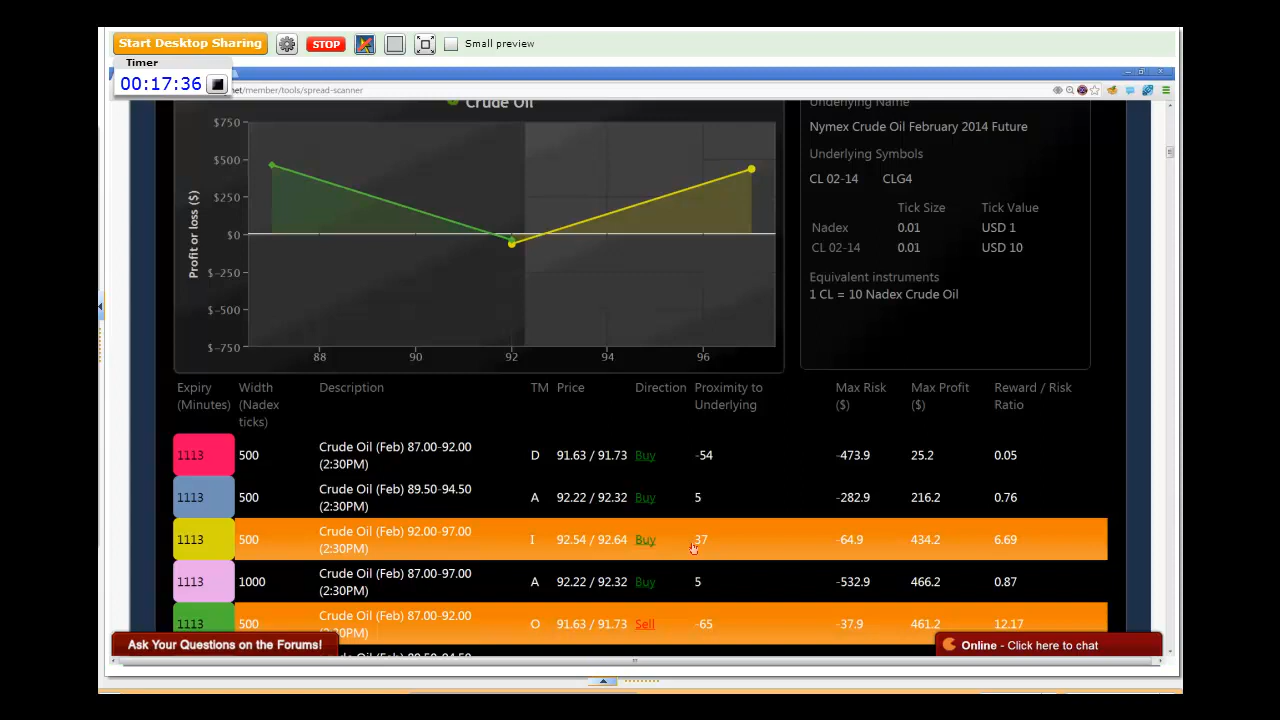 Start Desktop Sharing
STOP
Small preview
Timer
00:17:36
net/member/tools/spread-scanner
Crude Oil
$750
$500
$250
$0
$-250
$-500
$-750
Profit or loss ($)
88 90 92 94 96
Underlying Name
Nymex Crude Oil February 2014 Future
Underlying Symbols
CL 02-14 CLG4
Tick Size Tick Value
Nadex 0.01 USD 1
CL 02-14 0.01 USD 10
Equivalent instruments
1 CL = 10 Nadex Crude Oil
Expiry (Minutes) Width (Nadex ticks) Description TM Price Direction Proximity to Underlying Max Risk ($) Max Profit ($) Reward / Risk Ratio
1113 500 Crude Oil (Feb) 87.00-92.00 (2:30PM) D 91.63 / 91.73 Buy -54 -473.9 25.2 0.05
1113 500 Crude Oil (Feb) 89.50-94.50 (2:30PM) A 92.22 / 92.32 Buy 5 -282.9 216.2 0.76
1113 500 Crude Oil (Feb) 92.00-97.00 (2:30PM) I 92.54 / 92.64 Buy 37 -64.9 434.2 6.69
1113 1000 Crude Oil (Feb) 87.00-97.00 (2:30PM) A 92.22 / 92.32 Buy 5 -532.9 466.2 0.87
1113 500 Crude Oil (Feb) 87.00-92.00 O 91.63 / 91.73 Sell -65 -37.9 461.2 12.17
Ask Your Questions on the Forums!
Online - Click here to chat